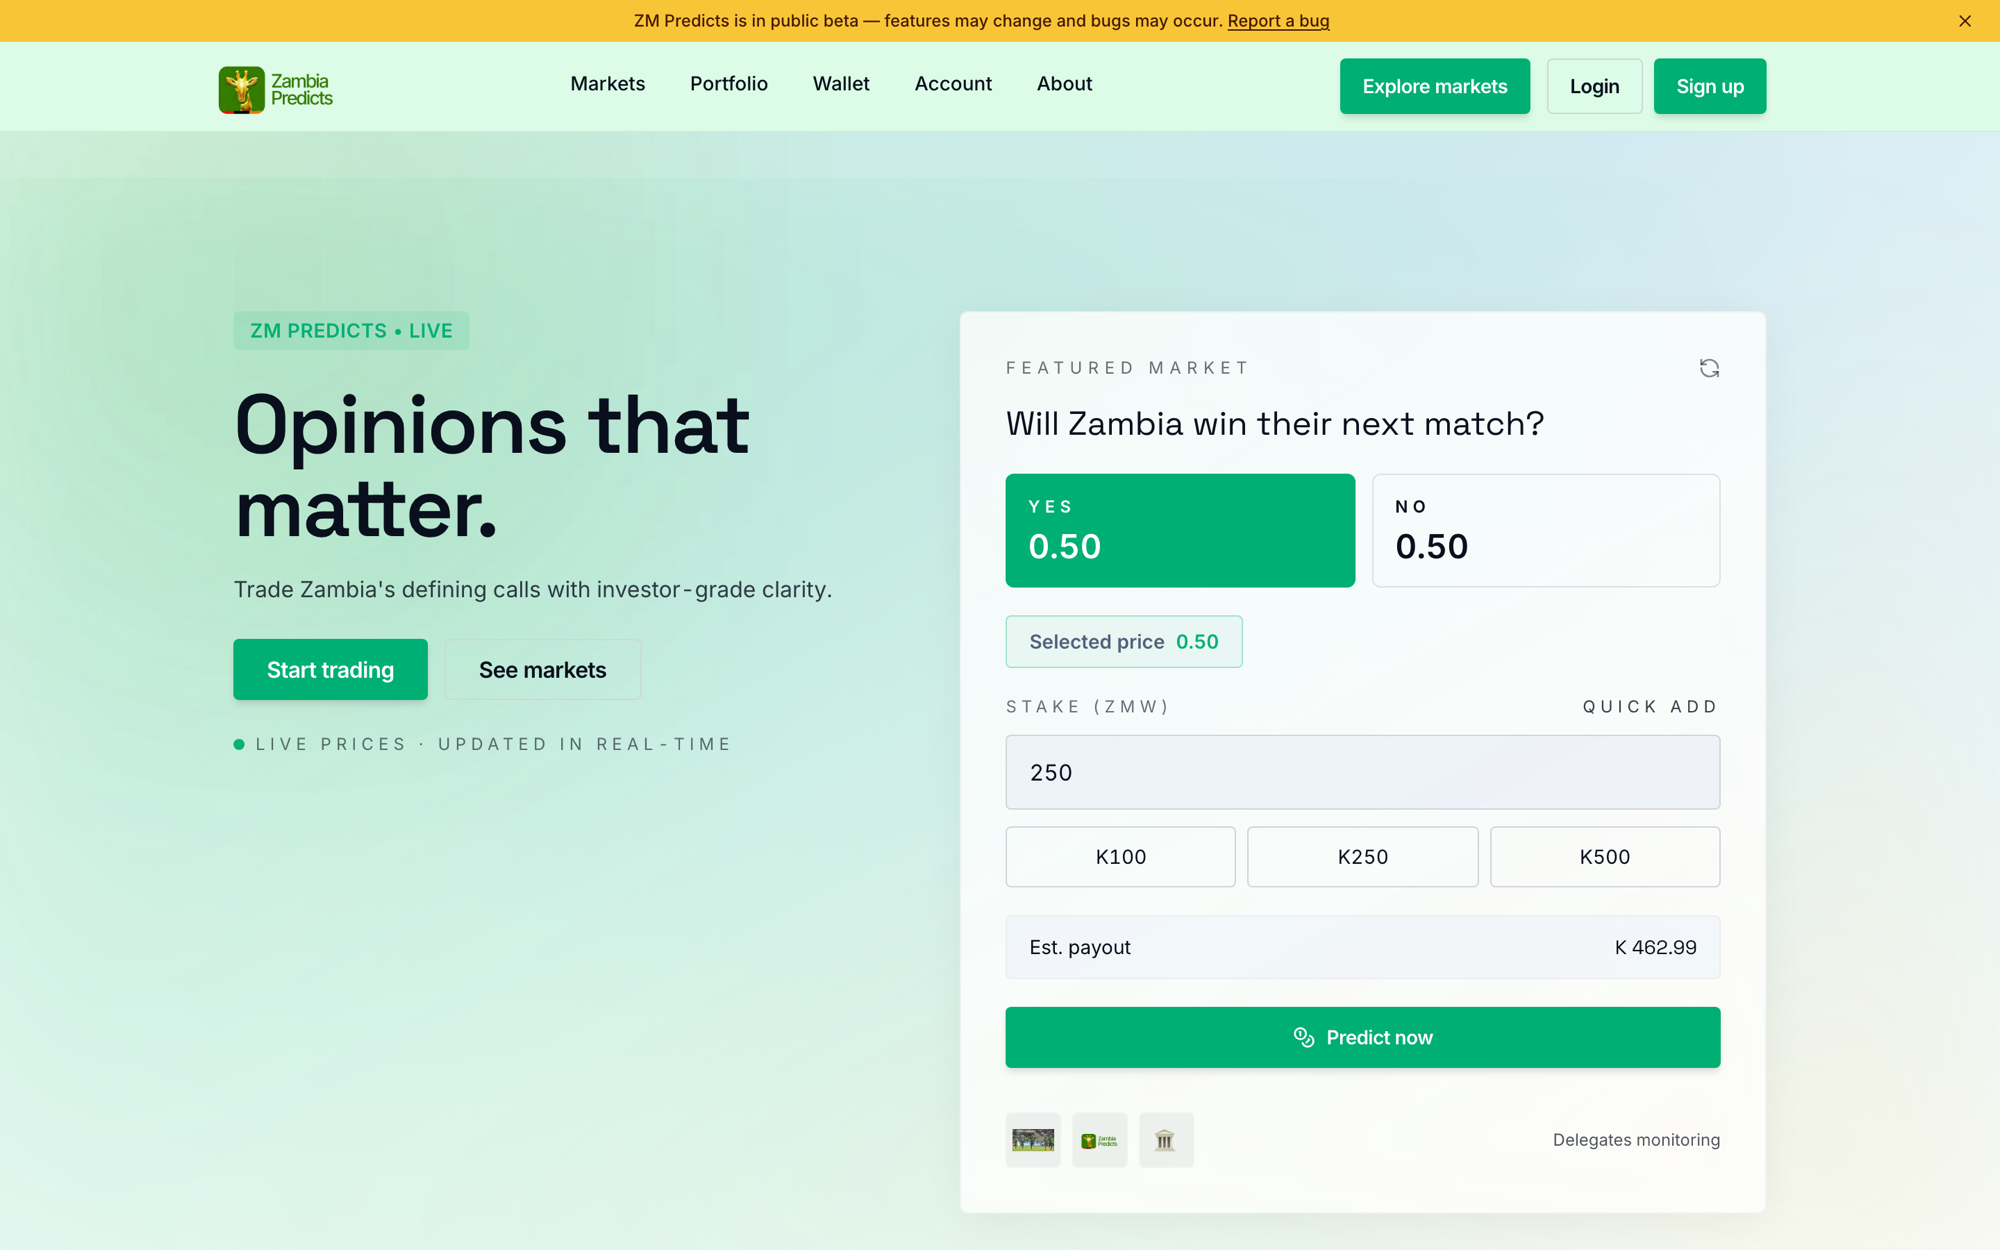 ZM Predicts is in public beta — features may change and bugs may occur. Report a bug
Zambia
Predicts
Markets
Portfolio
Wallet
Account
About
Explore markets
Login
Sign up
ZM PREDICTS • LIVE
Opinions that
matter.
Trade Zambia's defining calls with investor-grade clarity.
Start trading
See markets
LIVE PRICES · UPDATED IN REAL-TIME
FEATURED MARKET
Will Zambia win their next match?
YES
0.50
NO
0.50
Selected price 0.50
STAKE (ZMW)
QUICK ADD
250
K100
K250
K500
Est. payout
K 462.99
Predict now
Zambia
Predicts
Delegates monitoring